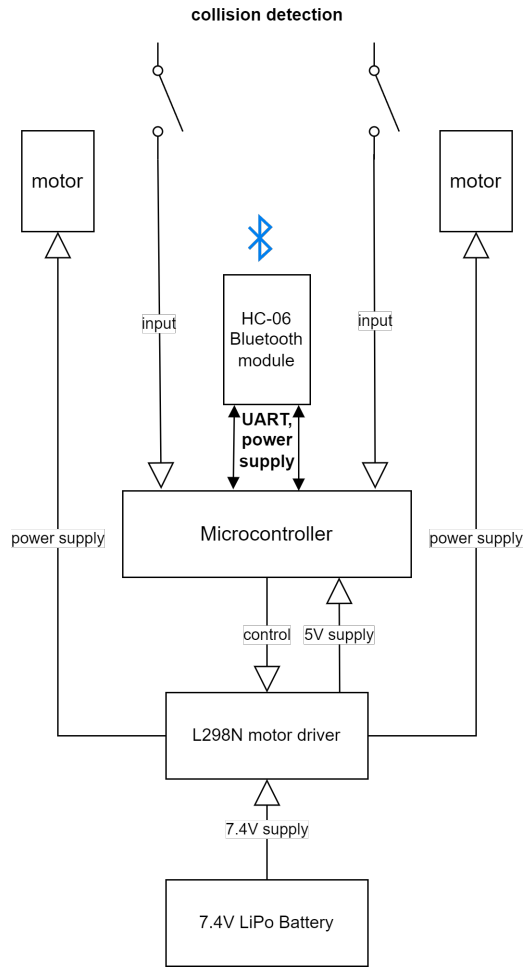 collision detection
motor
motor
HC-06
Bluetooth
module
input
input
UART,
power
supply
Microcontroller
power supply
power supply
control
5V supply
L298N motor driver
7.4V supply
7.4V LiPo Battery